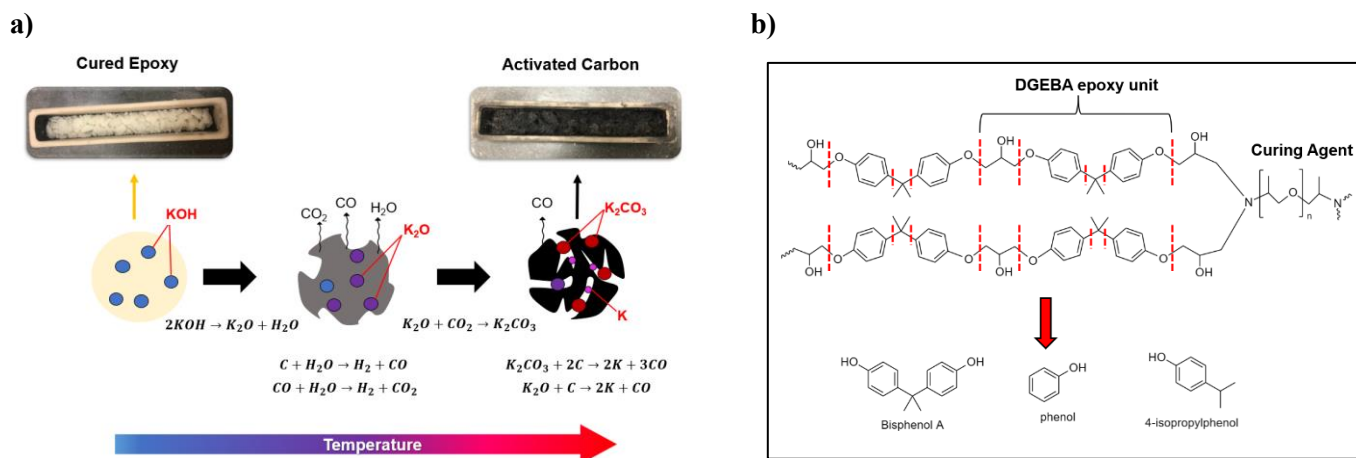 a)
Cured Epoxy
Activated Carbon
KOH
CO₂
CO
H₂O
K₂O
CO
K₂CO₃
K
2KOH → K₂O + H₂O
K₂O + CO₂ → K₂CO₃
C + H₂O → H₂ + CO
CO + H₂O → H₂ + CO₂
K₂CO₃ + 2C → 2K + 3CO
K₂O + C → 2K + CO
Temperature
b)
DGEBA epoxy unit
Curing Agent
OH
OH
OH
O
O
O
O
N
O
n
N
O
O
O
O
OH
OH
OH
HO
OH
OH
HO
Bisphenol A
phenol
4-isopropylphenol